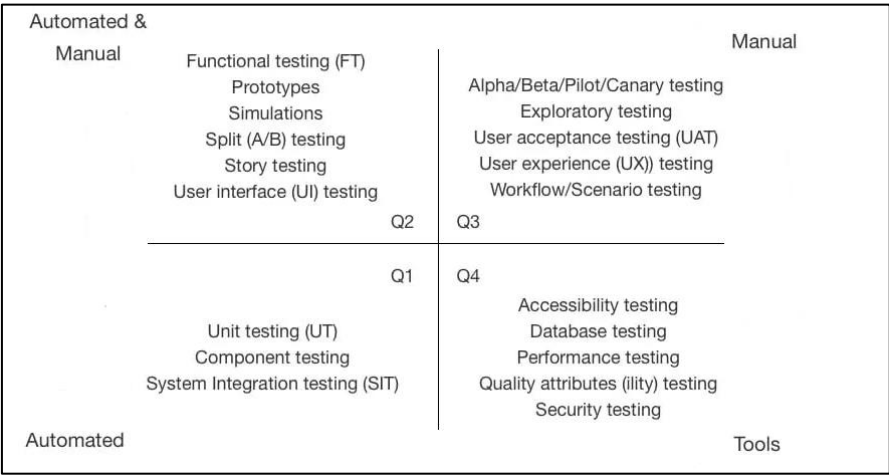 Automated &
Manual
Manual
Functional testing (FT)
Prototypes
Simulations
Split (A/B) testing
Story testing
User interface (UI) testing
Q2
Alpha/Beta/Pilot/Canary testing
Exploratory testing
User acceptance testing (UAT)
User experience (UX)) testing
Workflow/Scenario testing
Q3
Q1
Unit testing (UT)
Component testing
System Integration testing (SIT)
Q4
Accessibility testing
Database testing
Performance testing
Quality attributes (ility) testing
Security testing
Automated
Tools